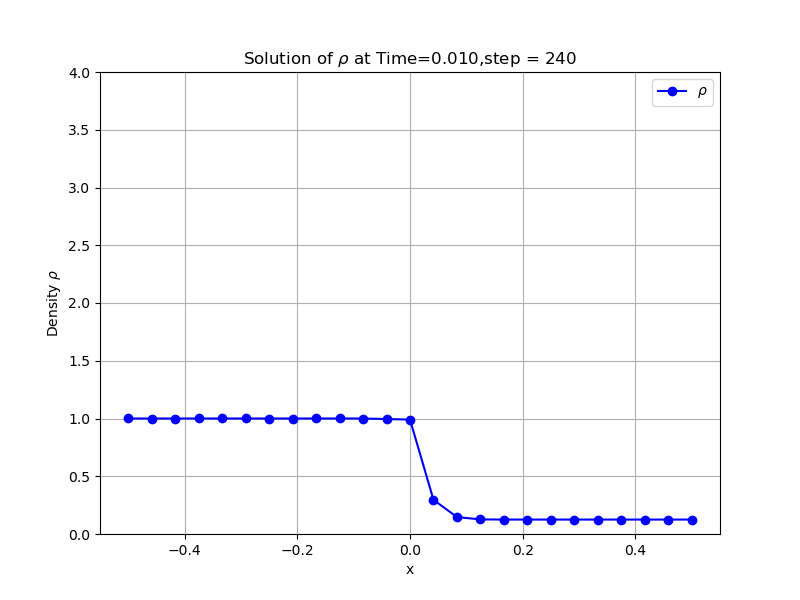 Solution of ρ at Time=0.010,step = 240
ρ
4.0
3.5
3.0
2.5
2.0
1.5
1.0
0.5
0.0
Density ρ
−0.4 −0.2 0.0 0.2 0.4
x